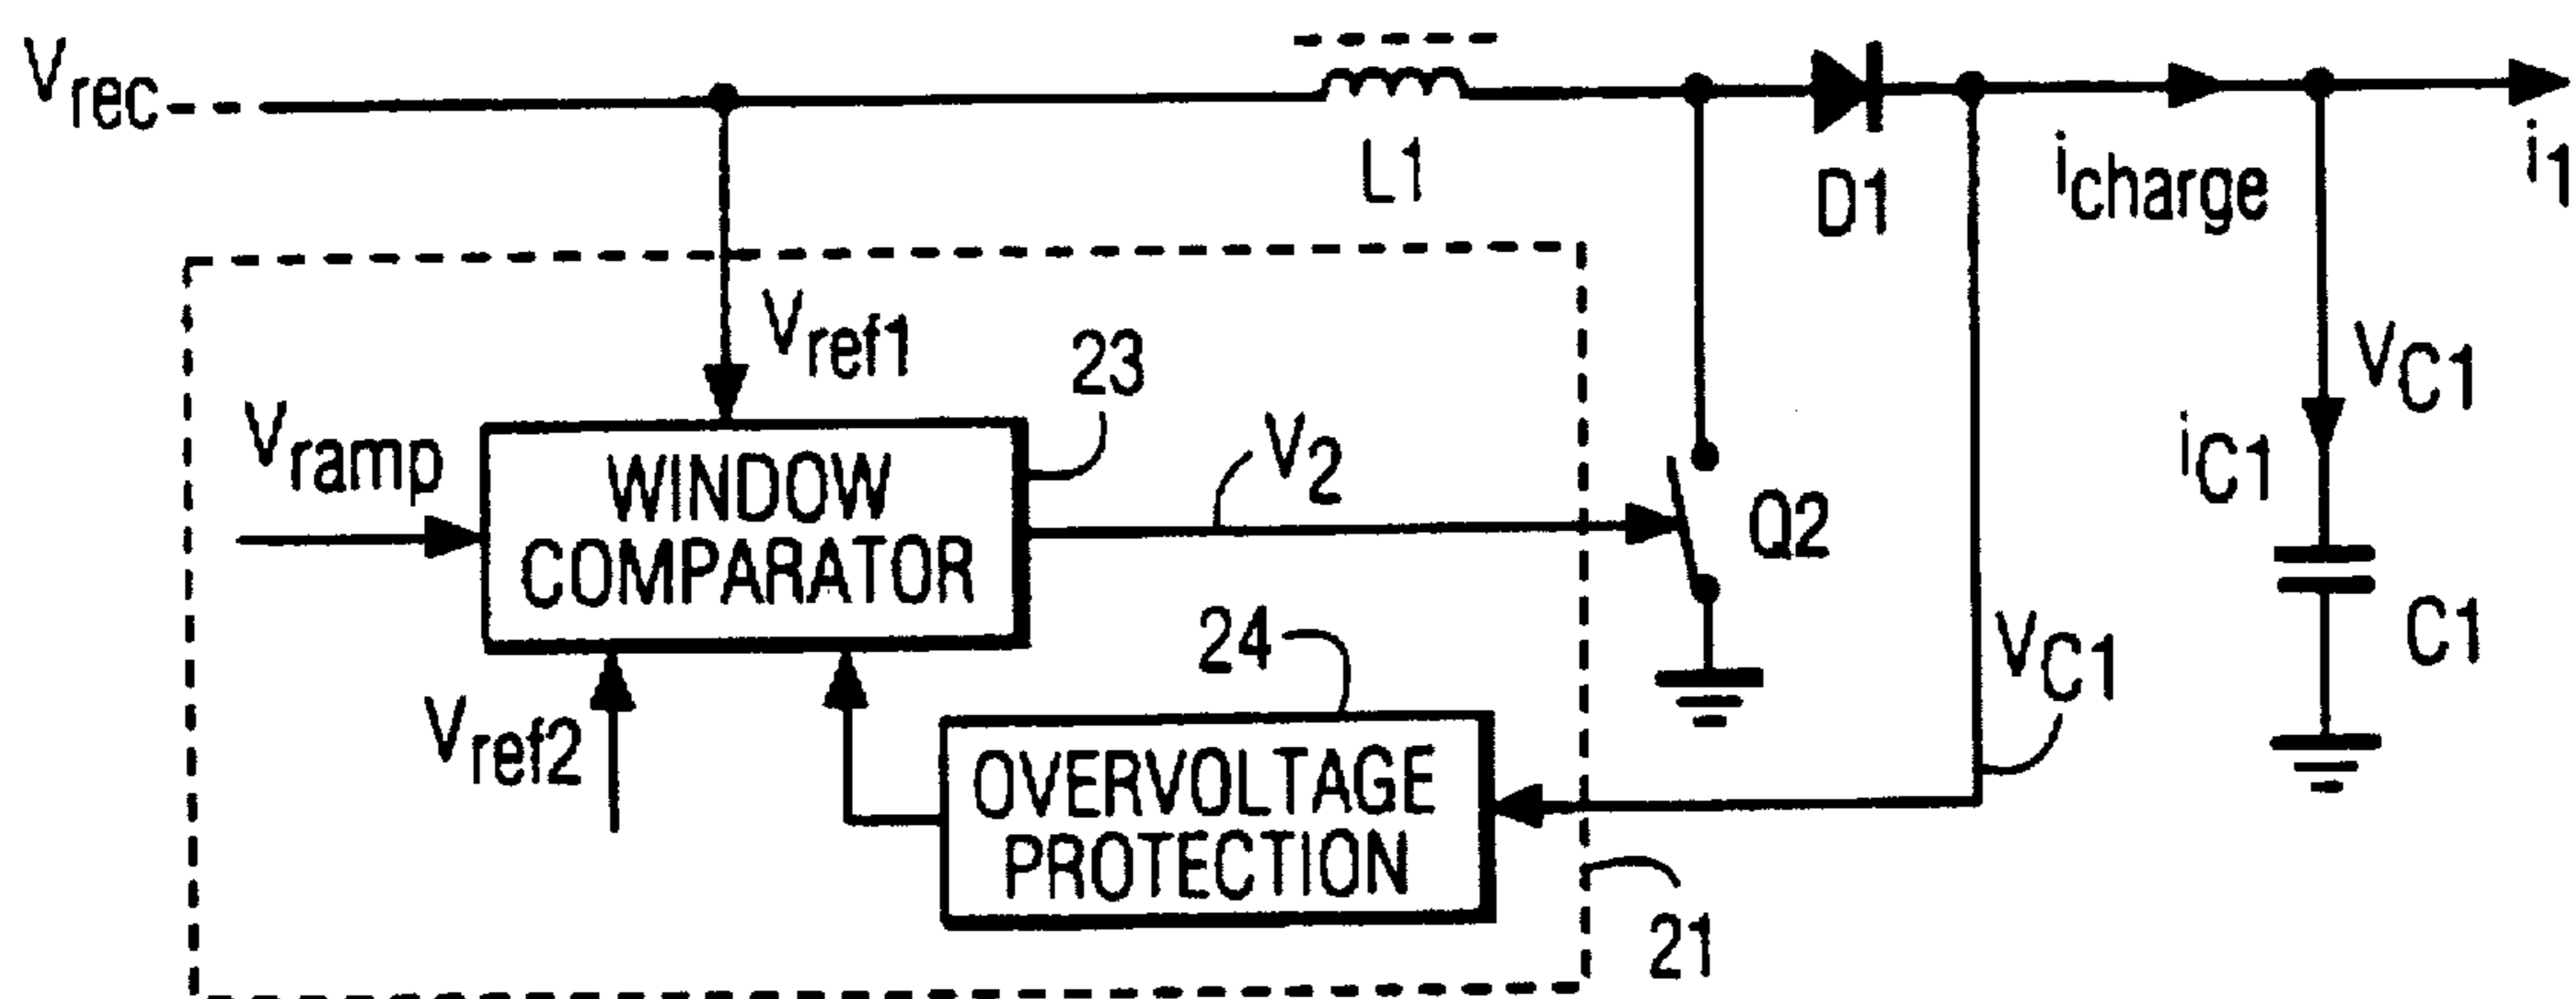 Vrec
L1
D1
icharge
i1
Vref1
23
Vramp
WINDOW
COMPARATOR
V2
Q2
VC1
iC1
C1
Vref2
24
OVERVOLTAGE
PROTECTION
VC1
21